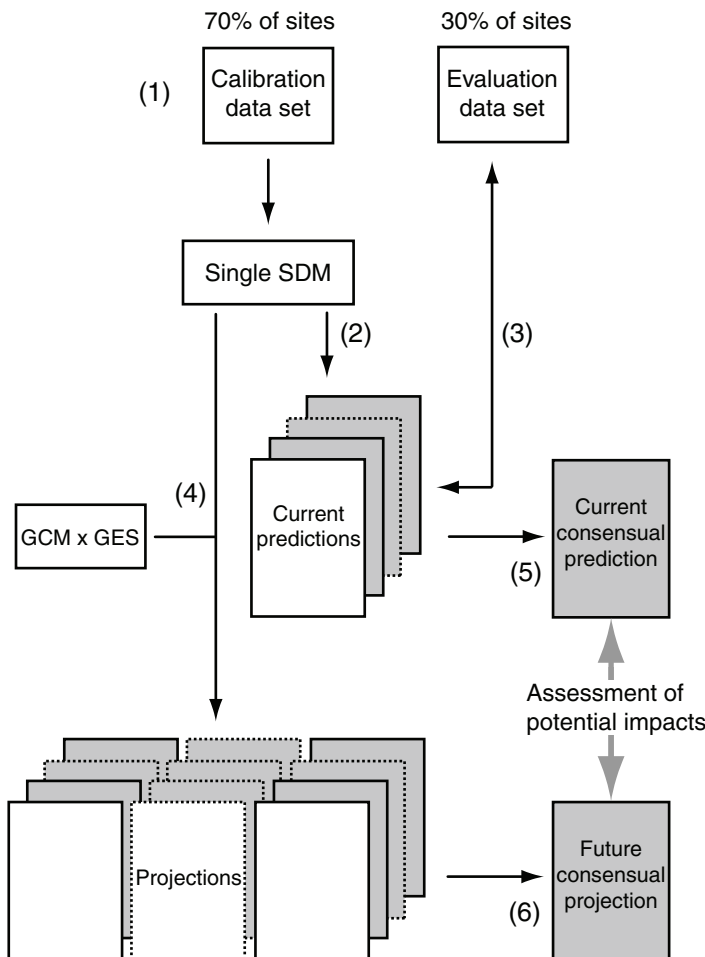 70% of sites
30% of sites
(1)
Calibration
data set
Evaluation
data set
Single SDM
(2)
(3)
(4)
GCM x GES
Current
predictions
Current
consensual
prediction
(5)
Assessment of
potential impacts
Projections
Future
consensual
projection
(6)